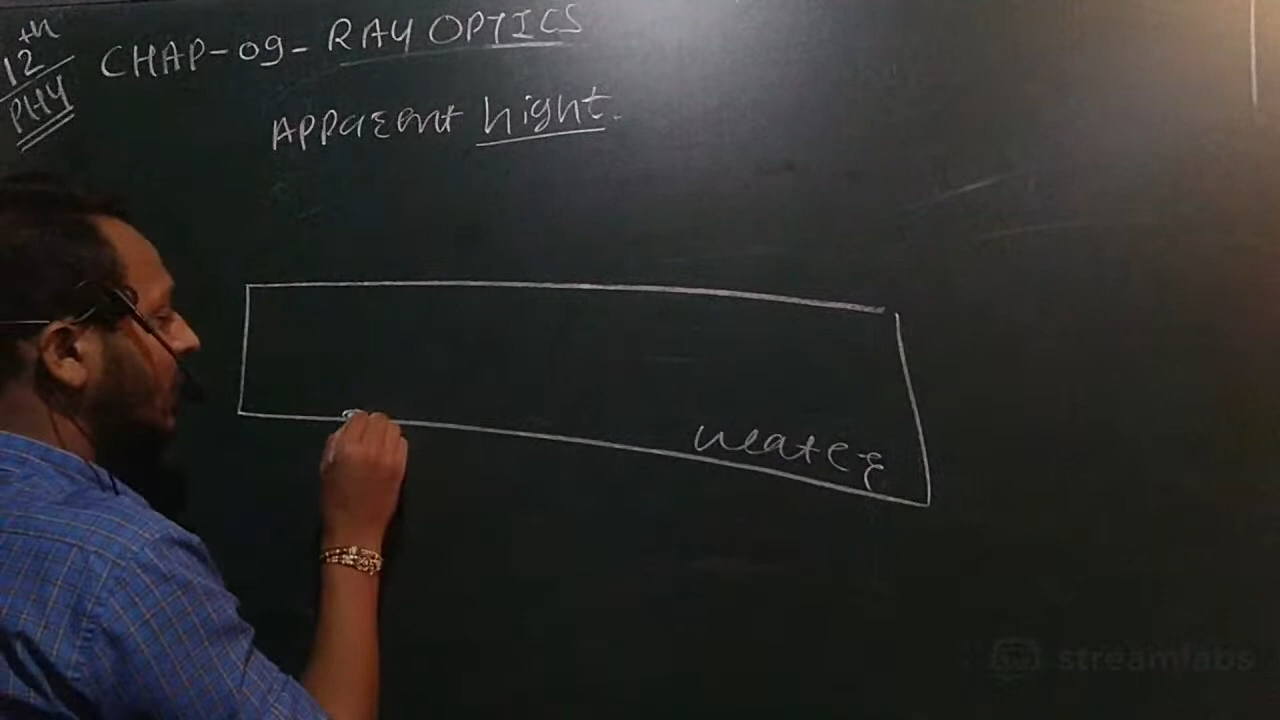 12th
PHY
CHAP-09-RAY OPTICS
APPaRent hight.
water
streamlabs